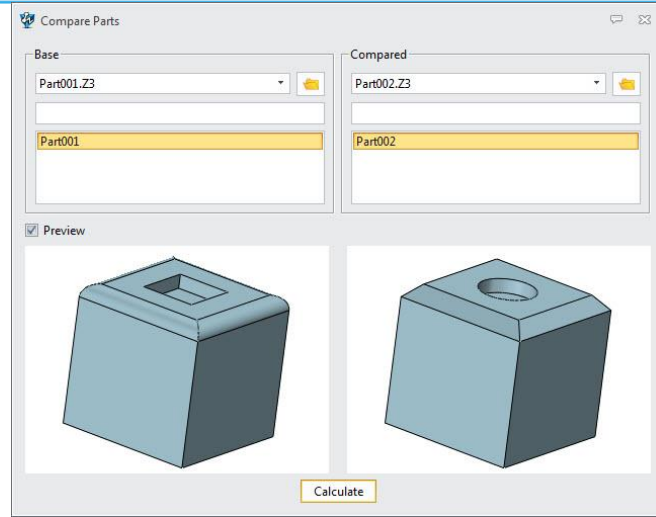 Compare Parts
Base
Compared
Part001.Z3
Part002.Z3
Part001
Part002
Preview
Calculate